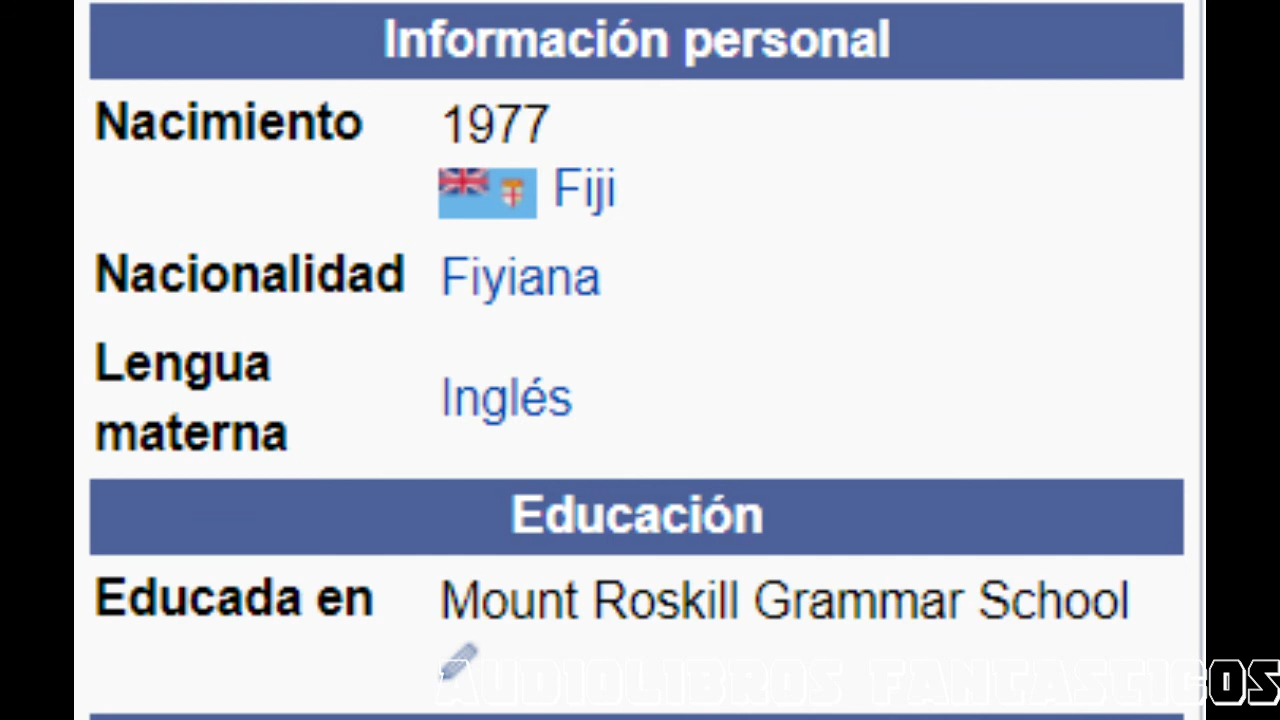 Información personal
Nacimiento 1977
Fiji
Nacionalidad Fiyiana
Lengua
materna Inglés
Educación
Educada en Mount Roskill Grammar School
AUDIOLIBROS FANTASTICOS